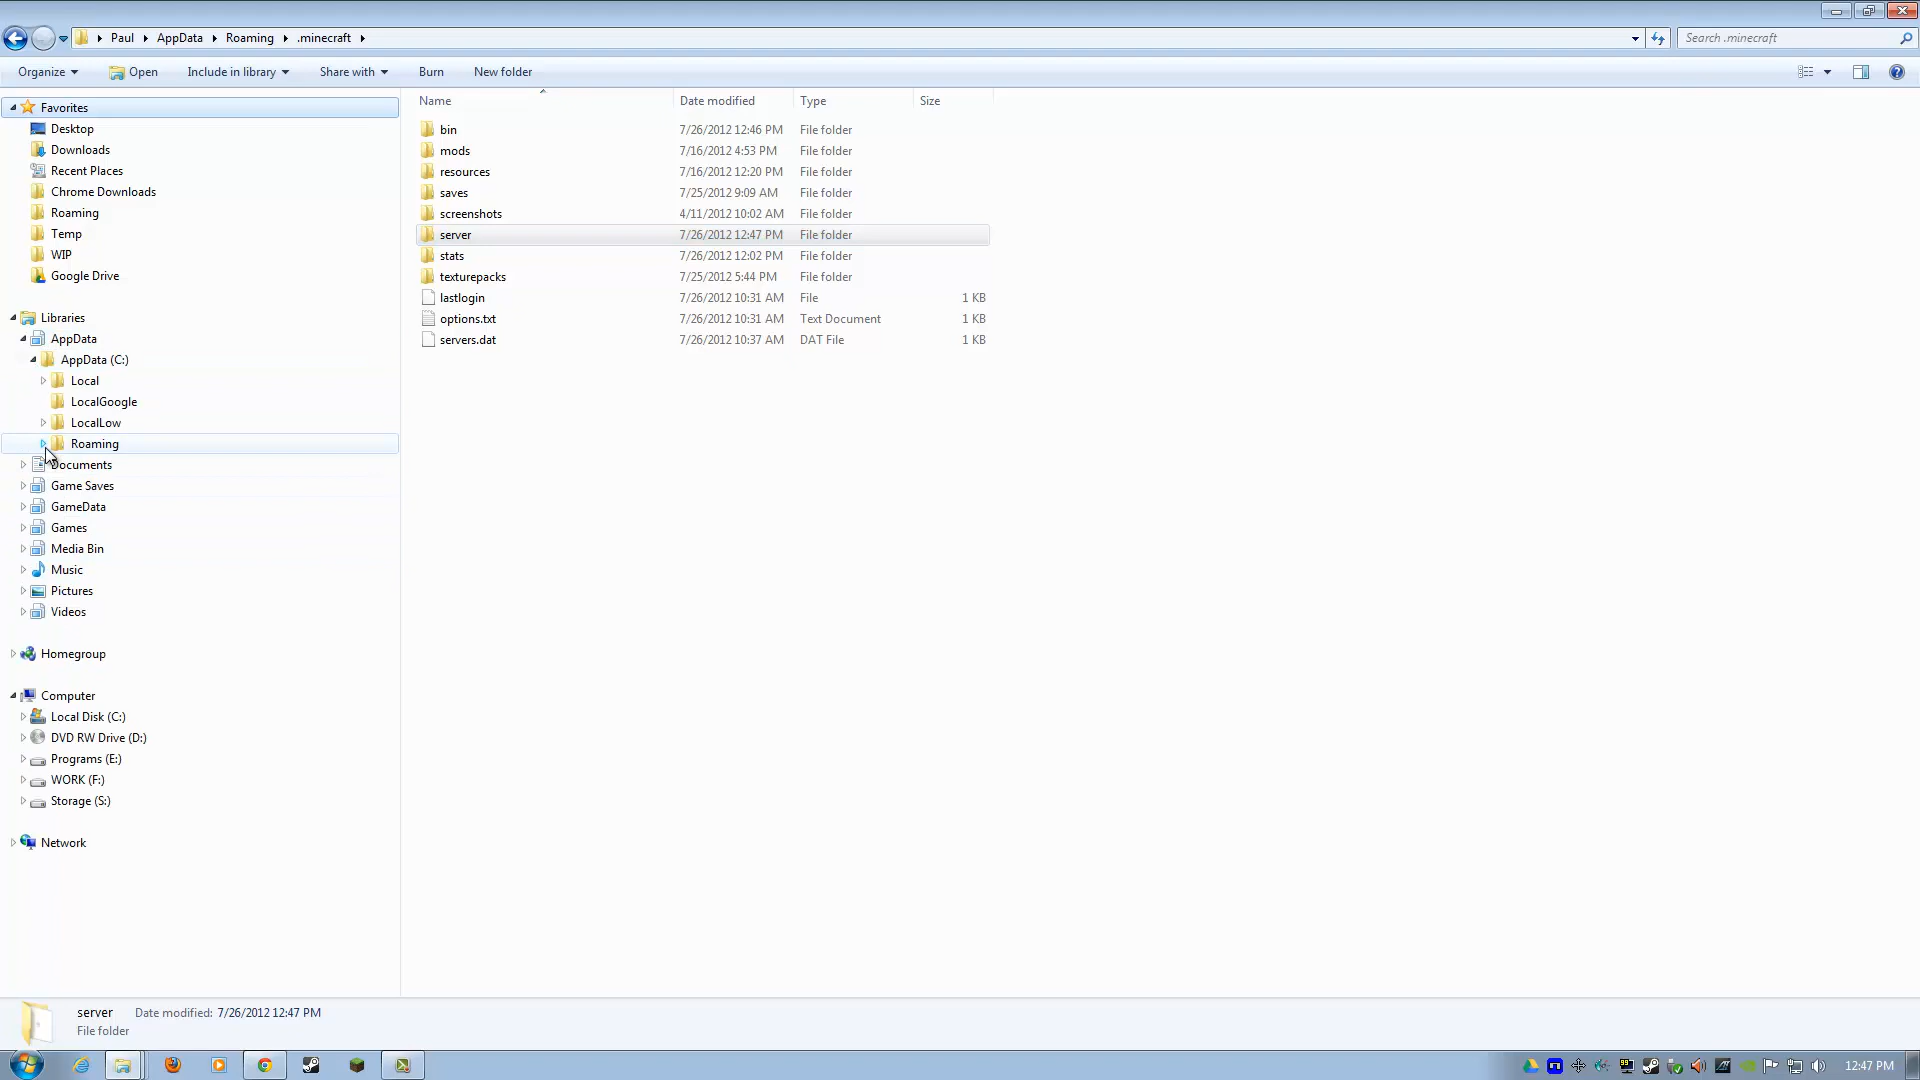 Paul AppData Roaming .minecraft
Search .minecraft
Organize Open Include in library Share with Burn New folder
Name Date modified Type Size
Favorites
Desktop
Downloads
Recent Places
Chrome Downloads
Roaming
Temp
WIP
Google Drive
Libraries
AppData
AppData (C:)
Local
LocalGoogle
LocalLow
Roaming
Documents
Game Saves
GameData
Games
Media Bin
Music
Pictures
Videos
Homegroup
Computer
Local Disk (C:)
DVD RW Drive (D:)
Programs (E:)
WORK (F:)
Storage (S:)
Network
bin 7/26/2012 12:46 PM File folder
mods 7/16/2012 4:53 PM File folder
resources 7/16/2012 12:20 PM File folder
saves 7/25/2012 9:09 AM File folder
screenshots 4/11/2012 10:02 AM File folder
server 7/26/2012 12:47 PM File folder
stats 7/26/2012 12:02 PM File folder
texturepacks 7/25/2012 5:44 PM File folder
lastlogin 7/26/2012 10:31 AM File 1 KB
options.txt 7/26/2012 10:31 AM Text Document 1 KB
servers.dat 7/26/2012 10:37 AM DAT File 1 KB
server Date modified: 7/26/2012 12:47 PM
File folder
12:47 PM